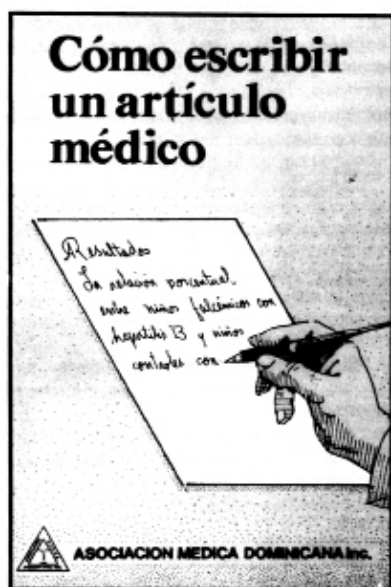 Cómo escribir
un artículo
médico
Resultados
La relación porcentual
entre niños falcémicos con
hepatitis B y niños
controles con
ASOCIACION MEDICA DOMINICANA Inc.